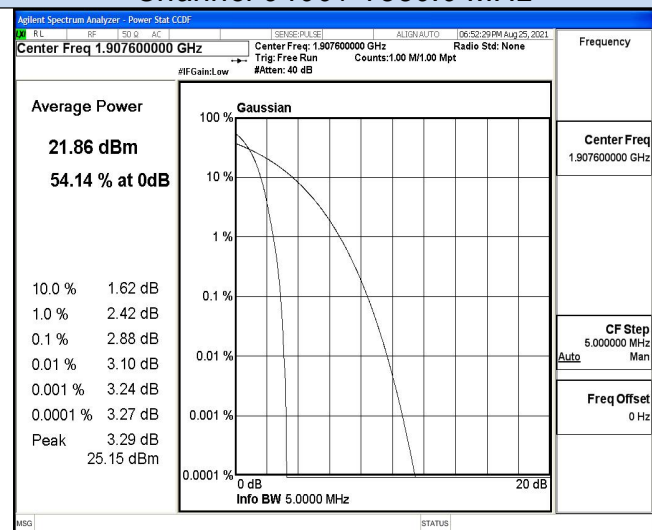 Agilent Spectrum Analyzer - Power Stat CCDF
LXI RL RF 50 Ω AC SENSE:PULSE ALIGN AUTO 06:52:29 PM Aug 25, 2021
Center Freq 1.907600000 GHz
Center Freq: 1.907600000 GHz Radio Std: None
Trig: Free Run Counts:1.00 M/1.00 Mpt
#IFGain:Low #Atten: 40 dB
Frequency
Average Power
21.86 dBm
54.14 % at 0dB
10.0 % 1.62 dB
1.0 % 2.42 dB
0.1 % 2.88 dB
0.01 % 3.10 dB
0.001 % 3.24 dB
0.0001 % 3.27 dB
Peak 3.29 dB
25.15 dBm
Gaussian
100 %
10 %
1 %
0.1 %
0.01 %
0.001 %
0.0001 %
0 dB 20 dB
Info BW 5.0000 MHz
Center Freq
1.907600000 GHz
CF Step
5.000000 MHz
Auto Man
Freq Offset
0 Hz
MSG STATUS